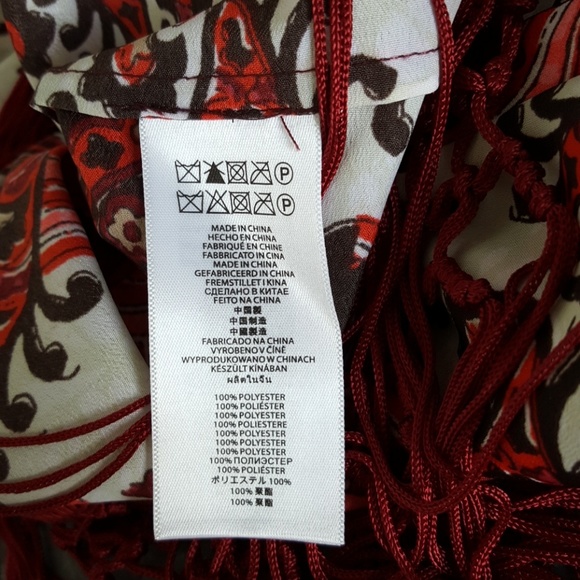 P
P
MADE IN CHINA
HECHO EN CHINA
FABRIQUÉ EN CHINE
FABBRICATO IN CINA
MADE IN CHINA
GEFABRICEERD IN CHINA
FREMSTILLET I KINA
СДЕЛАНО В КИТАЕ
FEITO NA CHINA
中国製
中国制造
中國製造
FABRICADO NA CHINA
VYROBENO V ČÍNĚ
WYPRODUKOWANO W CHINACH
KÉSZÜLT KÍNÁBAN
ผลิตในจีน
100% POLYESTER
100% POLIÉSTER
100% POLYESTER
100% POLIESTERE
100% POLYESTER
100% POLYESTER
100% POLYESTER
100% ПОЛИЭСТЕР
100% POLIÉSTER
ポリエステル 100%
100% 聚酯
100% 聚酯